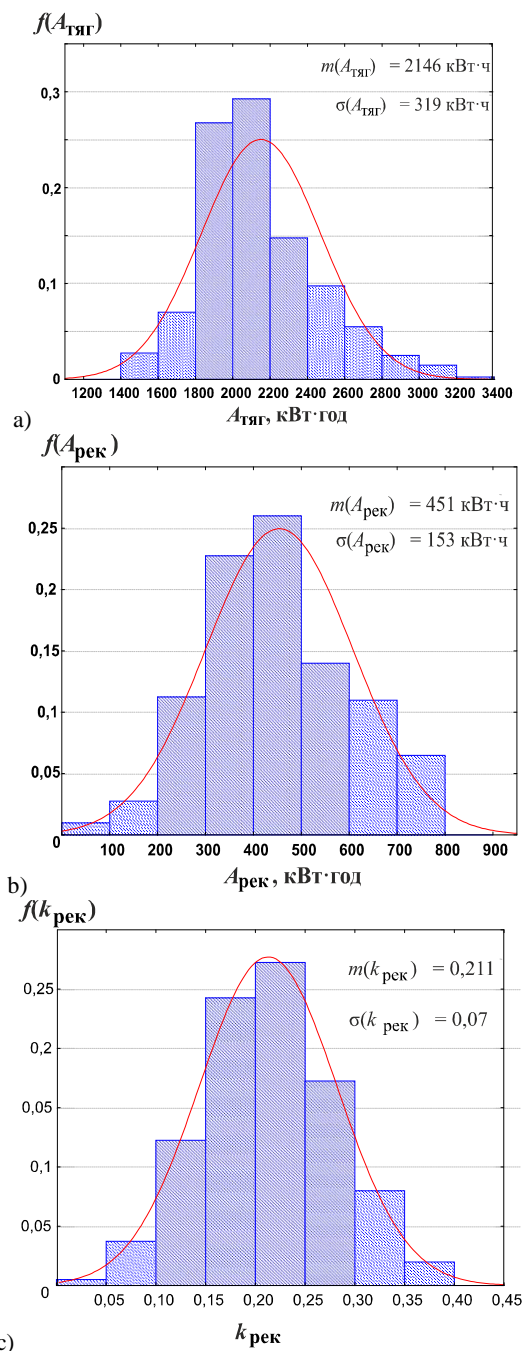 f(Aтяг)
m(Aтяг) = 2146 кВт·ч
σ(Aтяг) = 319 кВт·ч
0,3
0,2
0,1
0
1200 1400 1600 1800 2000 2200 2400 2600 2800 3000 3200 3400
a) Aтяг, кВт·год
f(Aрек)
m(Aрек) = 451 кВт·ч
σ(Aрек) = 153 кВт·ч
0,25
0,2
0,15
0,1
0,05
0 100 200 300 400 500 600 700 800 900
b) Aрек, кВт·год
f(kрек)
m(kрек) = 0,211
σ(kрек) = 0,07
0,25
0,2
0,05
0,1
0,05
0
0,05 0,10 0,15 0,20 0,25 0,30 0,35 0,40 0,45
c) kрек